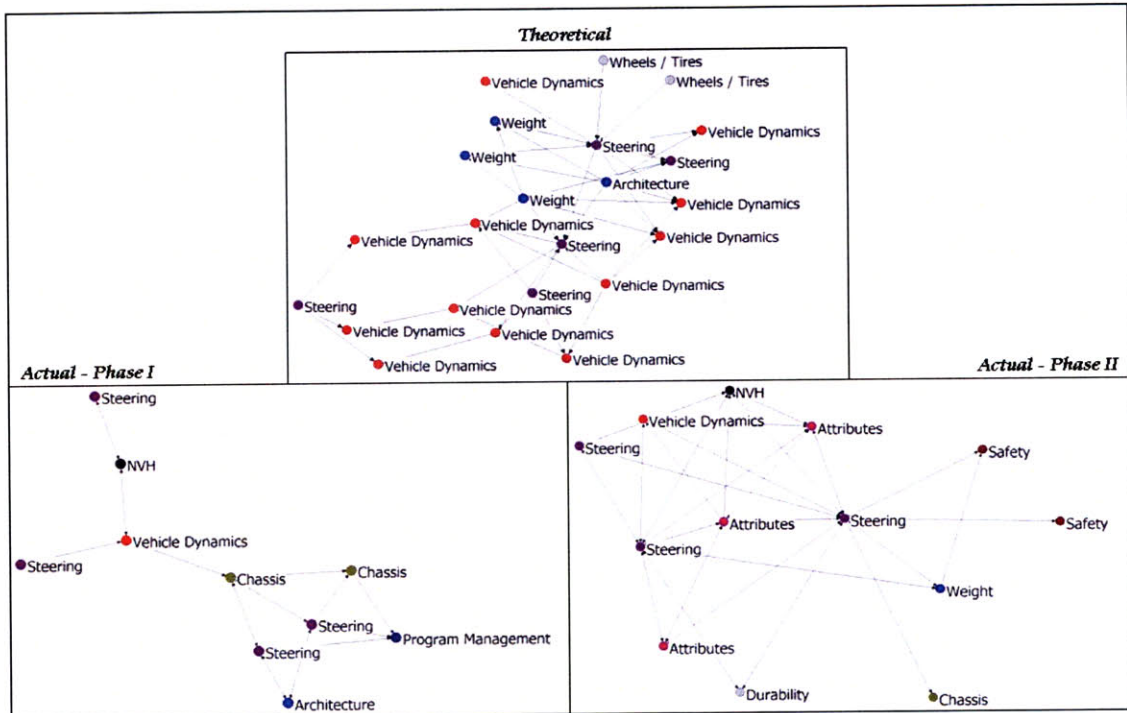 Theoretical
Wheels / Tires
Vehicle Dynamics
Wheels / Tires
Weight
Vehicle Dynamics
Steering
Weight
Steering
Architecture
Weight
Vehicle Dynamics
Vehicle Dynamics
Vehicle Dynamics
Vehicle Dynamics
Steering
Vehicle Dynamics
Steering
Steering
Vehicle Dynamics
Vehicle Dynamics
Vehicle Dynamics
Vehicle Dynamics
Vehicle Dynamics
Actual - Phase I
Steering
NVH
Vehicle Dynamics
Steering
Chassis
Chassis
Steering
Program Management
Steering
Architecture
Actual - Phase II
NVH
Vehicle Dynamics
Attributes
Steering
Safety
Attributes
Steering
Safety
Steering
Weight
Attributes
Durability
Chassis